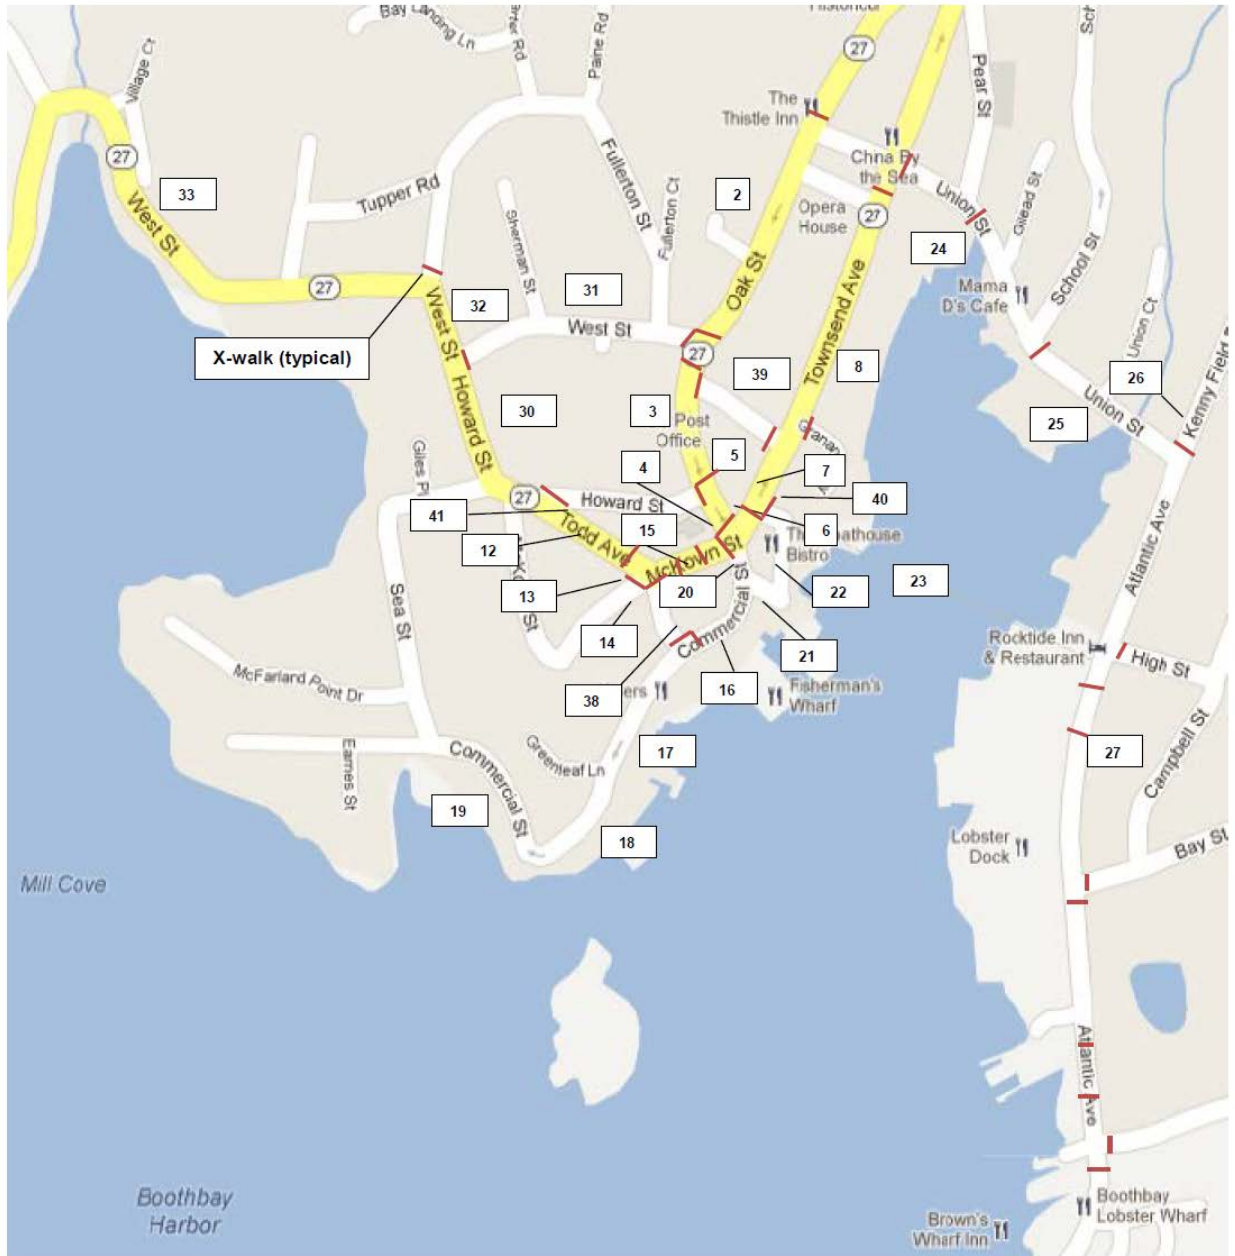 Historical
Bay Landing Ln
Paine Rd
Village Ct
27
Pear St
The
Thistle Inn
27
China By
the Sea
Fullerton St
Tupper Rd
33
2
Fullerton Ct
Sherman St
Opera
House
27
Union St
Gilead St
West St
24
School St
Oak St
27
32
31
Mama
D's Cafe
West St
West St
Townsend Ave
Union Ct
X-walk (typical)
27
39
8
26
Kenny Field
Howard St
30
3
Post
Office
25
Union St
Giles Pl
4
5
7
27
Howard St
40
41
15
6
Todd Ave
12
McKown St
Bistro
Atlantic Ave
13
20
22
23
Sea St
Commercial St
14
21
Rocktide Inn
& Restaurant
High St
McFarland Point Dr
38
16
Fisherman's
Wharf
Campbell St
Eames St
Commercial St
Greenleaf Ln
17
27
19
18
Lobster
Dock
Bay St
Mill Cove
Atlantic Ave
Boothbay
Harbor
Boothbay
Lobster Wharf
Brown's
Wharf Inn